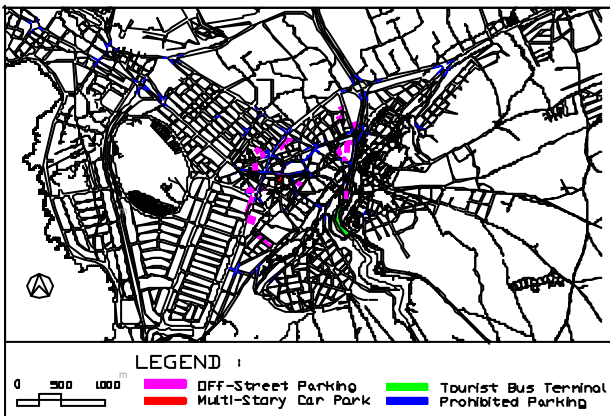 LEGEND :
0 500 1000 m
Off-Street Parking
Multi-Story Car Park
Tourist Bus Terminal
Prohibited Parking